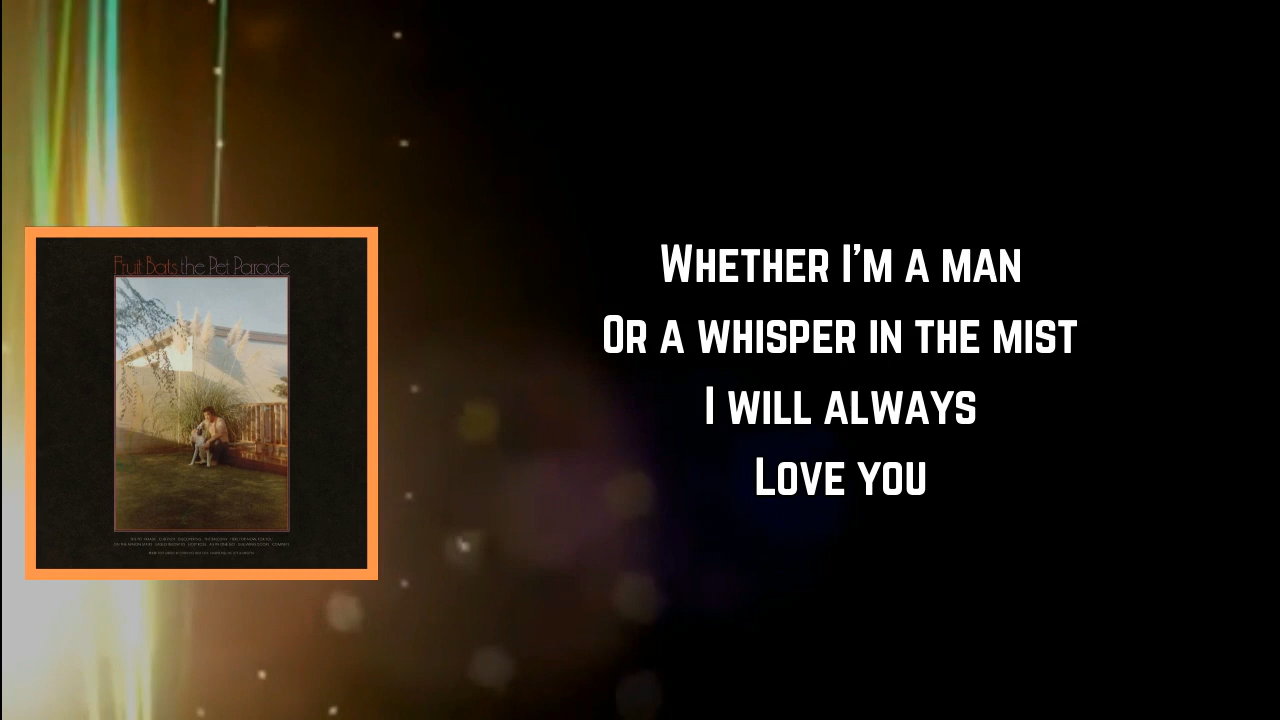 Fruit Bats the Pet Parade
Whether I'm a man
Or a whisper in the mist
I will always
Love you